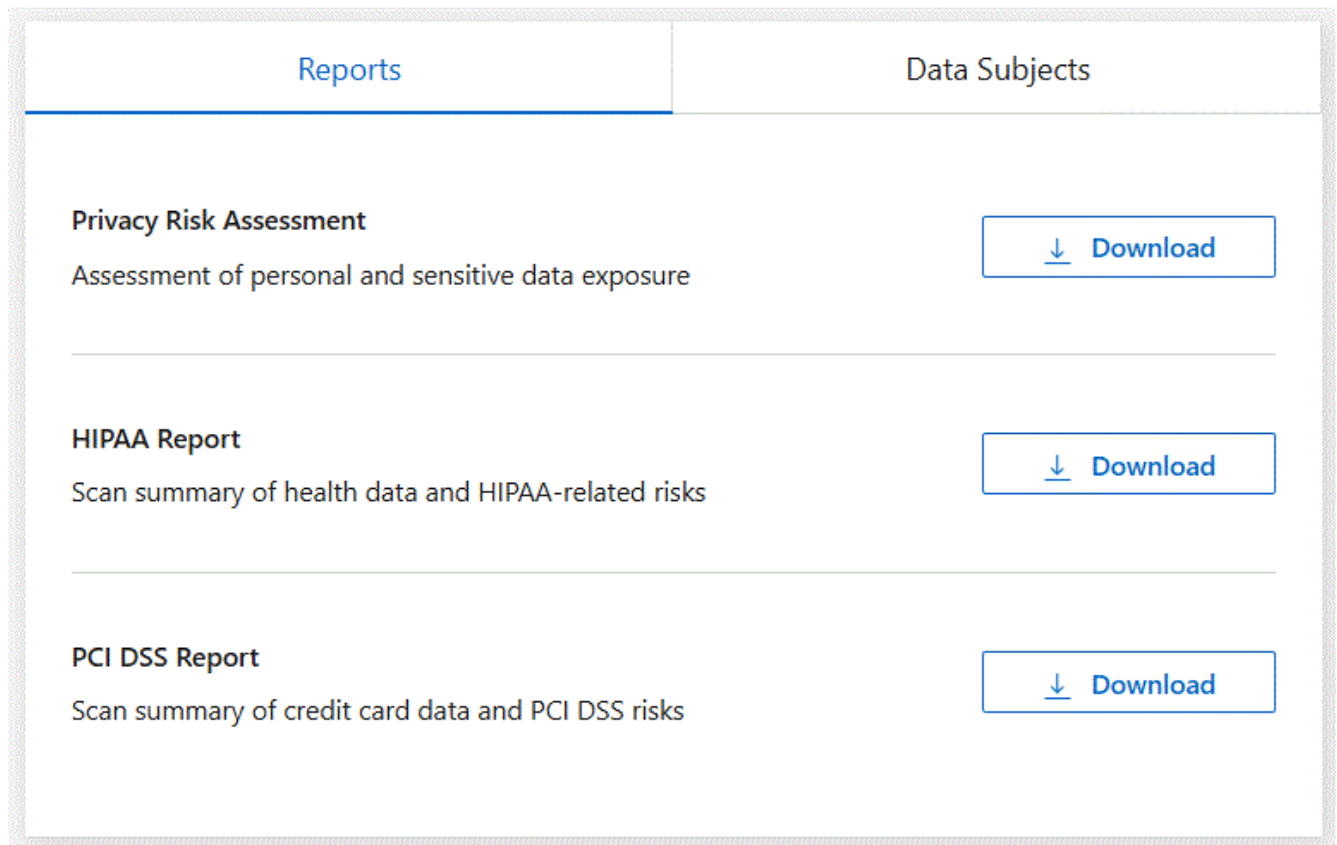 Reports
Data Subjects
Privacy Risk Assessment
Download
Assessment of personal and sensitive data exposure
HIPAA Report
Download
Scan summary of health data and HIPAA-related risks
PCI DSS Report
Download
Scan summary of credit card data and PCI DSS risks